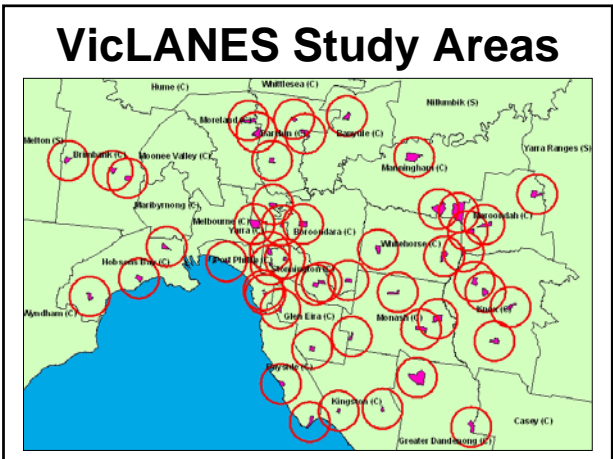 VicLANES Study Areas
Hume (C)
Whittlesea (C)
Nillumbik (S)
Moreland (C)
Darebin (C)
Banyule (C)
Melton (S)
Brimbank (C)
Moonee Valley (C)
Manningham (C)
Yarra Ranges (S)
Maribyrnong (C)
Melbourne (C)
Yarra (C)
Boroondara (C)
Maroondah (C)
Whitehorse (C)
Hobsons Bay (C)
Port Phillip (C)
Stonnington (C)
Wyndham (C)
Glen Eira (C)
Monash (C)
Knox (C)
Bayside (C)
Kingston (C)
Casey (C)
Greater Dandenong (C)